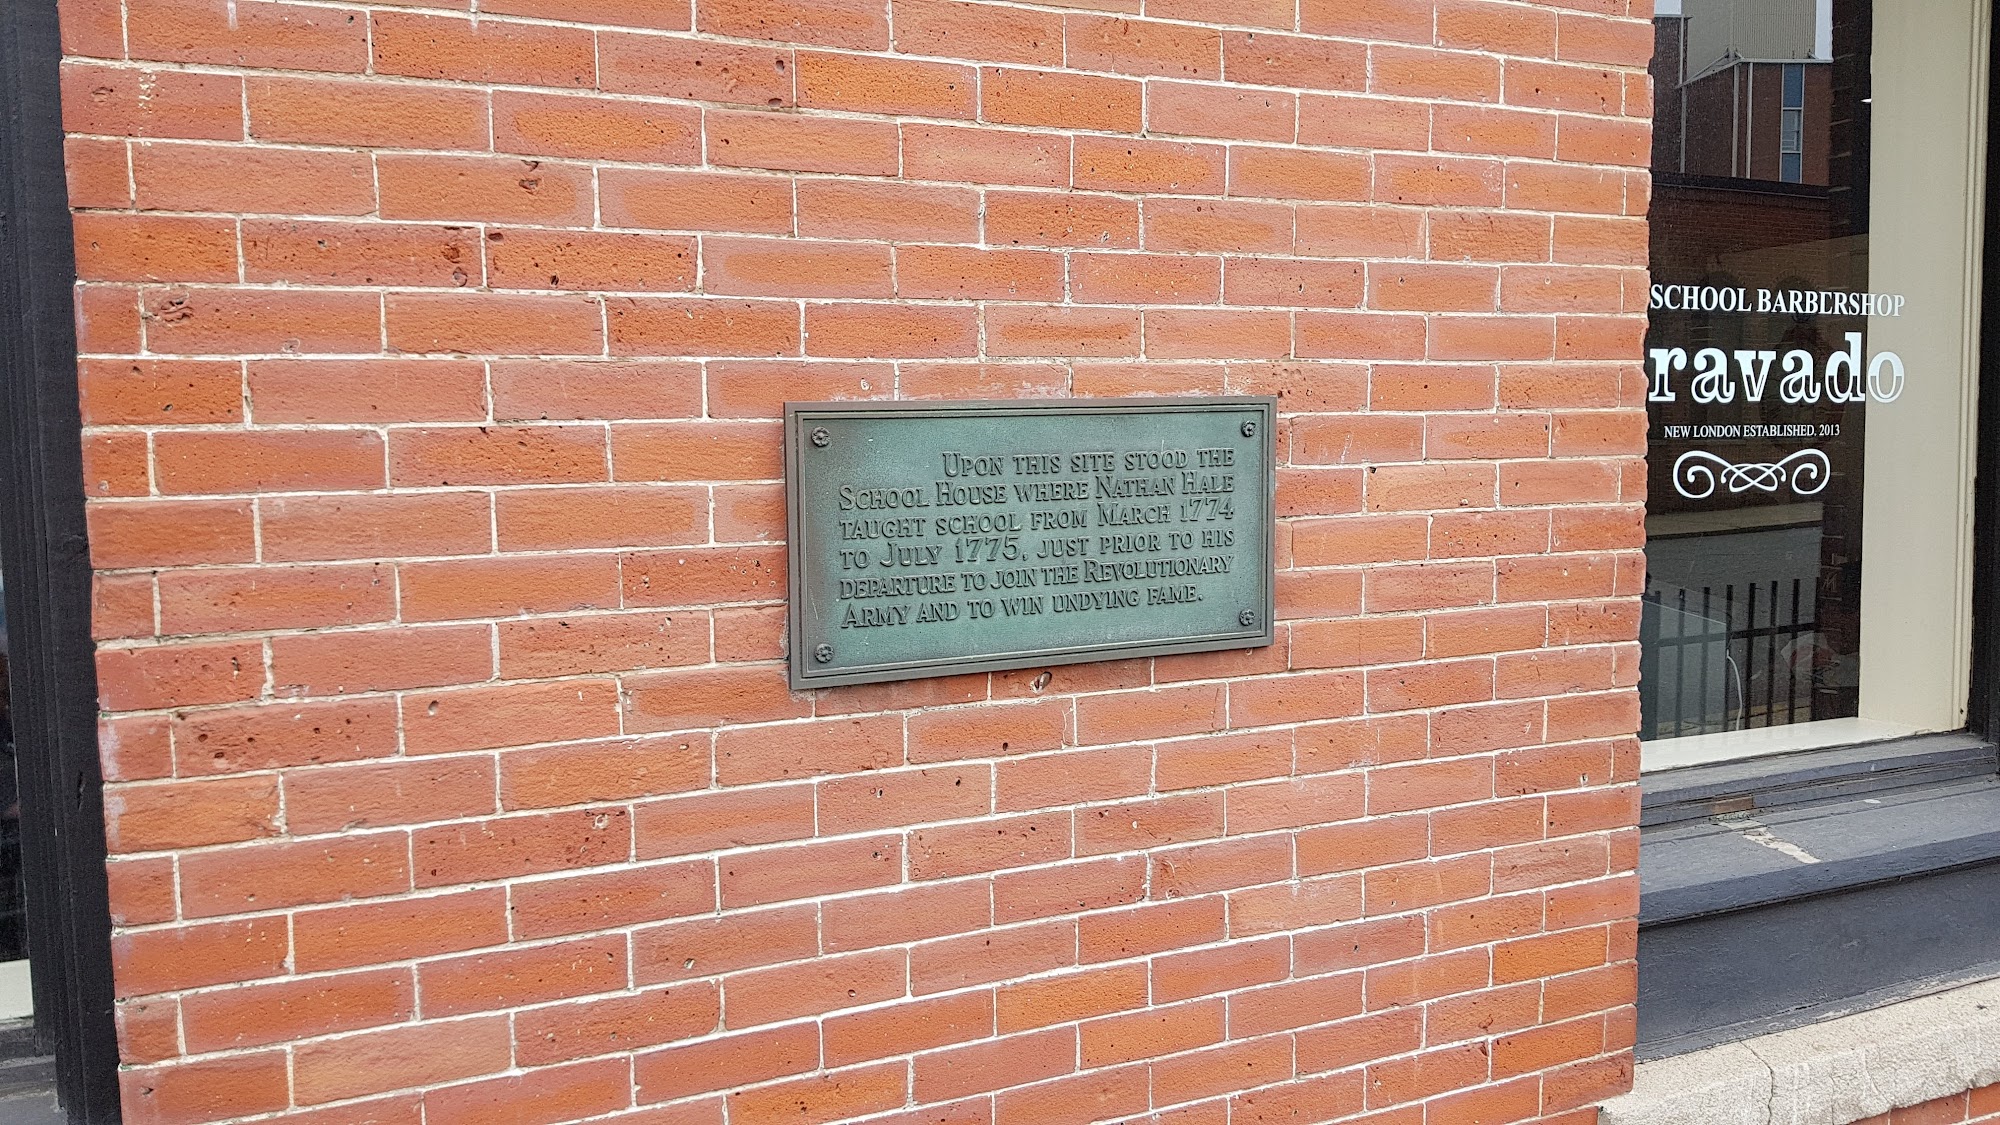 UPON THIS SITE STOOD THE
SCHOOL HOUSE WHERE NATHAN HALE
TAUGHT SCHOOL FROM MARCH 1774
TO JULY 1775, JUST PRIOR TO HIS
DEPARTURE TO JOIN THE REVOLUTIONARY
ARMY AND TO WIN UNDYING FAME.
SCHOOL BARBERSHOP
ravado
NEW LONDON ESTABLISHED. 2013